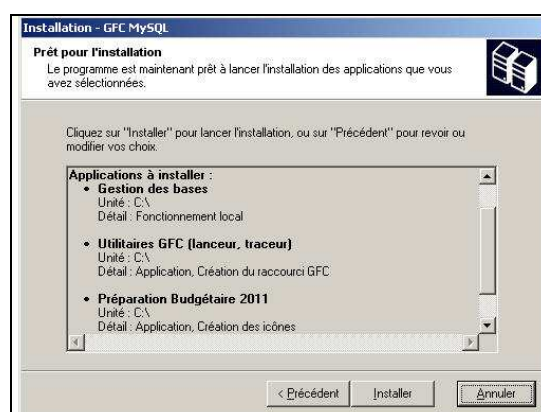 Installation - GFC MySQL
Prêt pour l'installation
Le programme est maintenant prêt à lancer l'installation des applications que vous
avez sélectionnées.
Cliquez sur "Installer" pour lancer l'installation, ou sur "Précédent" pour revoir ou
modifier vos choix.
Applications à installer :
• Gestion des bases
Unité : C:\
Détail : Fonctionnement local
• Utilitaires GFC (lanceur, traceur)
Unité : C:\
Détail : Application, Création du raccourci GFC
• Préparation Budgétaire 2011
Unité : C:\
Détail : Application, Création des icônes
< Précédent
Installer
Annuler